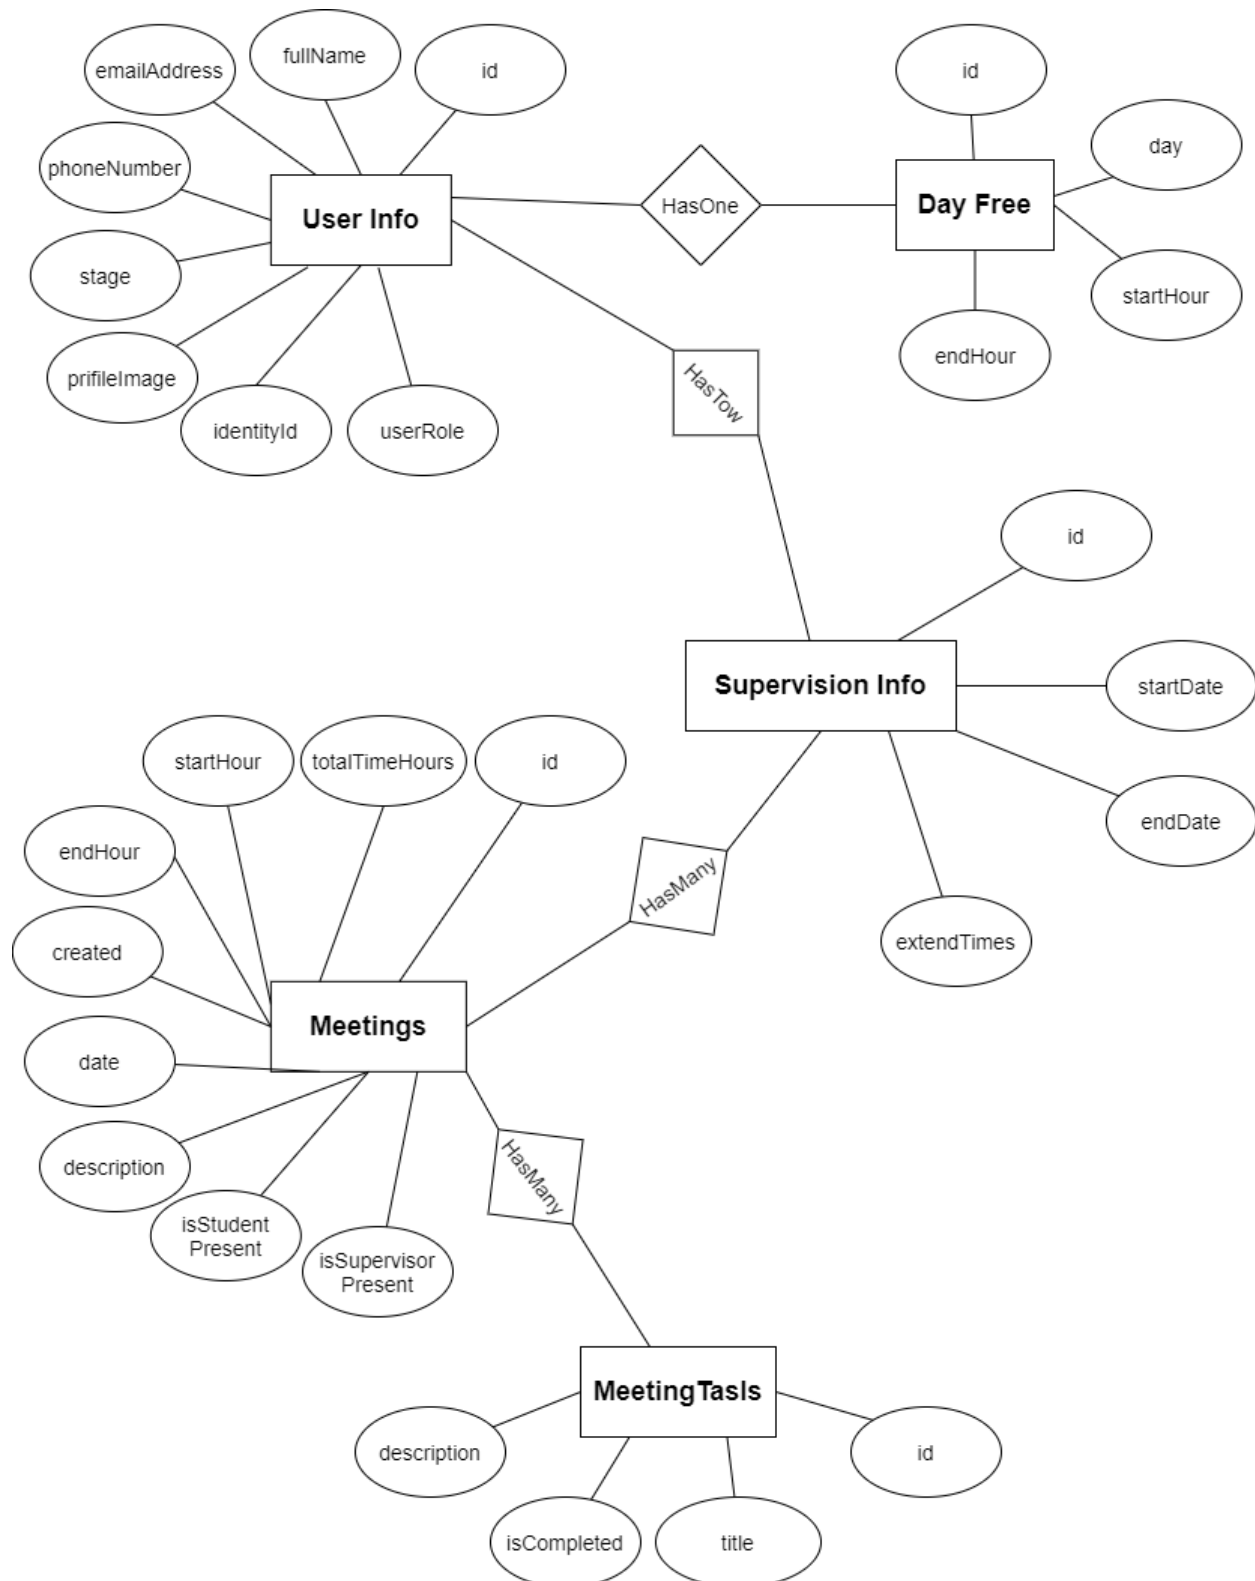 fullName
id
emailAddress
id
day
phoneNumber
User Info
HasOne
Day Free
stage
startHour
endHour
prifileImage
identityId
userRole
HasTow
id
Supervision Info
startDate
startHour
totalTimeHours
id
endDate
endHour
HasMany
created
extendTimes
Meetings
date
description
HasMany
isStudent
Present
isSupervisor
Present
MeetingTasls
description
id
isCompleted
title